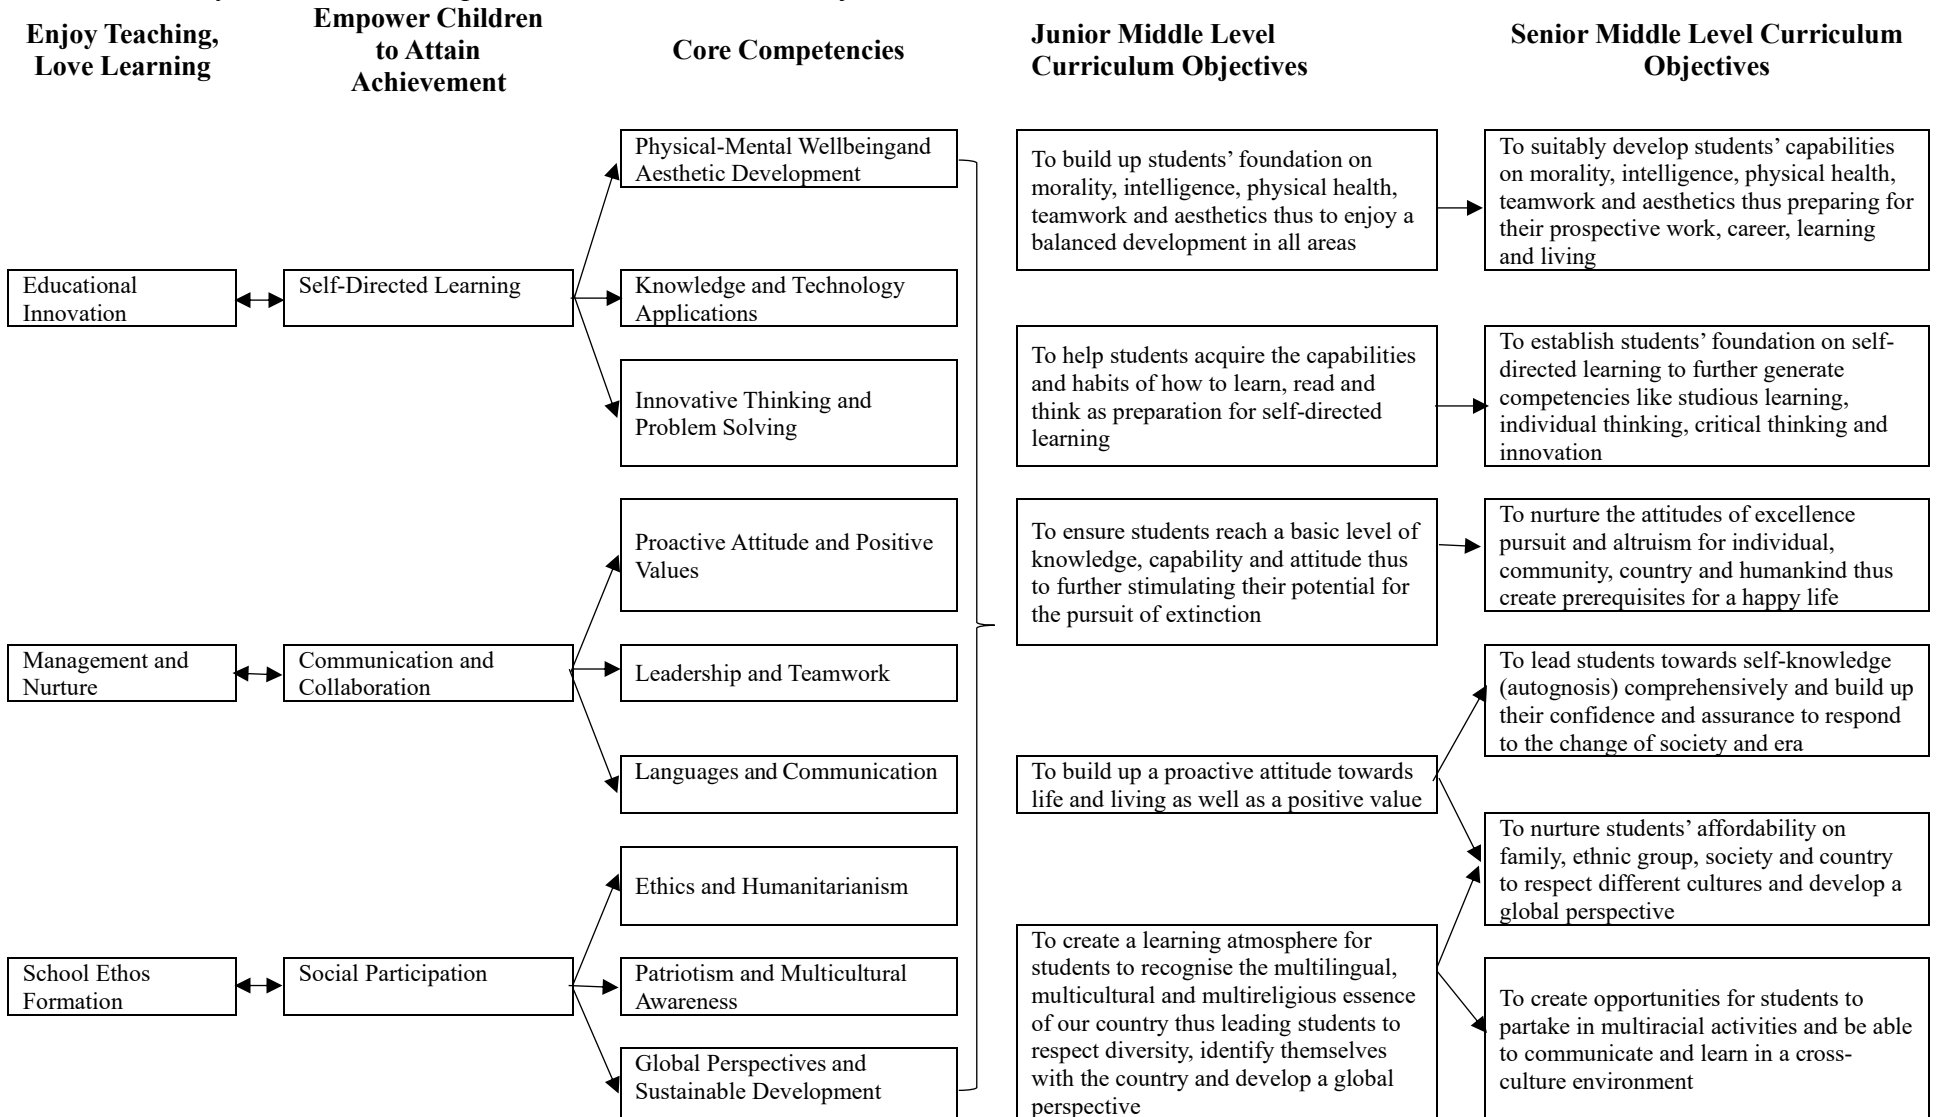 Enjoy Teaching,
Love Learning
Empower Children
to Attain
Achievement
Core Competencies
Junior Middle Level
Curriculum Objectives
Senior Middle Level Curriculum
Objectives
Educational
Innovation
Self-Directed Learning
Physical-Mental Wellbeingand
Aesthetic Development
Knowledge and Technology
Applications
Innovative Thinking and
Problem Solving
Management and
Nurture
Communication and
Collaboration
Proactive Attitude and Positive
Values
Leadership and Teamwork
Languages and Communication
School Ethos
Formation
Social Participation
Ethics and Humanitarianism
Patriotism and Multicultural
Awareness
Global Perspectives and
Sustainable Development
To build up students’ foundation on
morality, intelligence, physical health,
teamwork and aesthetics thus to enjoy a
balanced development in all areas
To help students acquire the capabilities
and habits of how to learn, read and
think as preparation for self-directed
learning
To ensure students reach a basic level of
knowledge, capability and attitude thus
to further stimulating their potential for
the pursuit of extinction
To build up a proactive attitude towards
life and living as well as a positive value
To create a learning atmosphere for
students to recognise the multilingual,
multicultural and multireligious essence
of our country thus leading students to
respect diversity, identify themselves
with the country and develop a global
perspective
To suitably develop students’ capabilities
on morality, intelligence, physical health,
teamwork and aesthetics thus preparing for
their prospective work, career, learning
and living
To establish students’ foundation on self-
directed learning to further generate
competencies like studious learning,
individual thinking, critical thinking and
innovation
To nurture the attitudes of excellence
pursuit and altruism for individual,
community, country and humankind thus
create prerequisites for a happy life
To lead students towards self-knowledge
(autognosis) comprehensively and build up
their confidence and assurance to respond
to the change of society and era
To nurture students’ affordability on
family, ethnic group, society and country
to respect different cultures and develop a
global perspective
To create opportunities for students to
partake in multiracial activities and be able
to communicate and learn in a cross-
culture environment